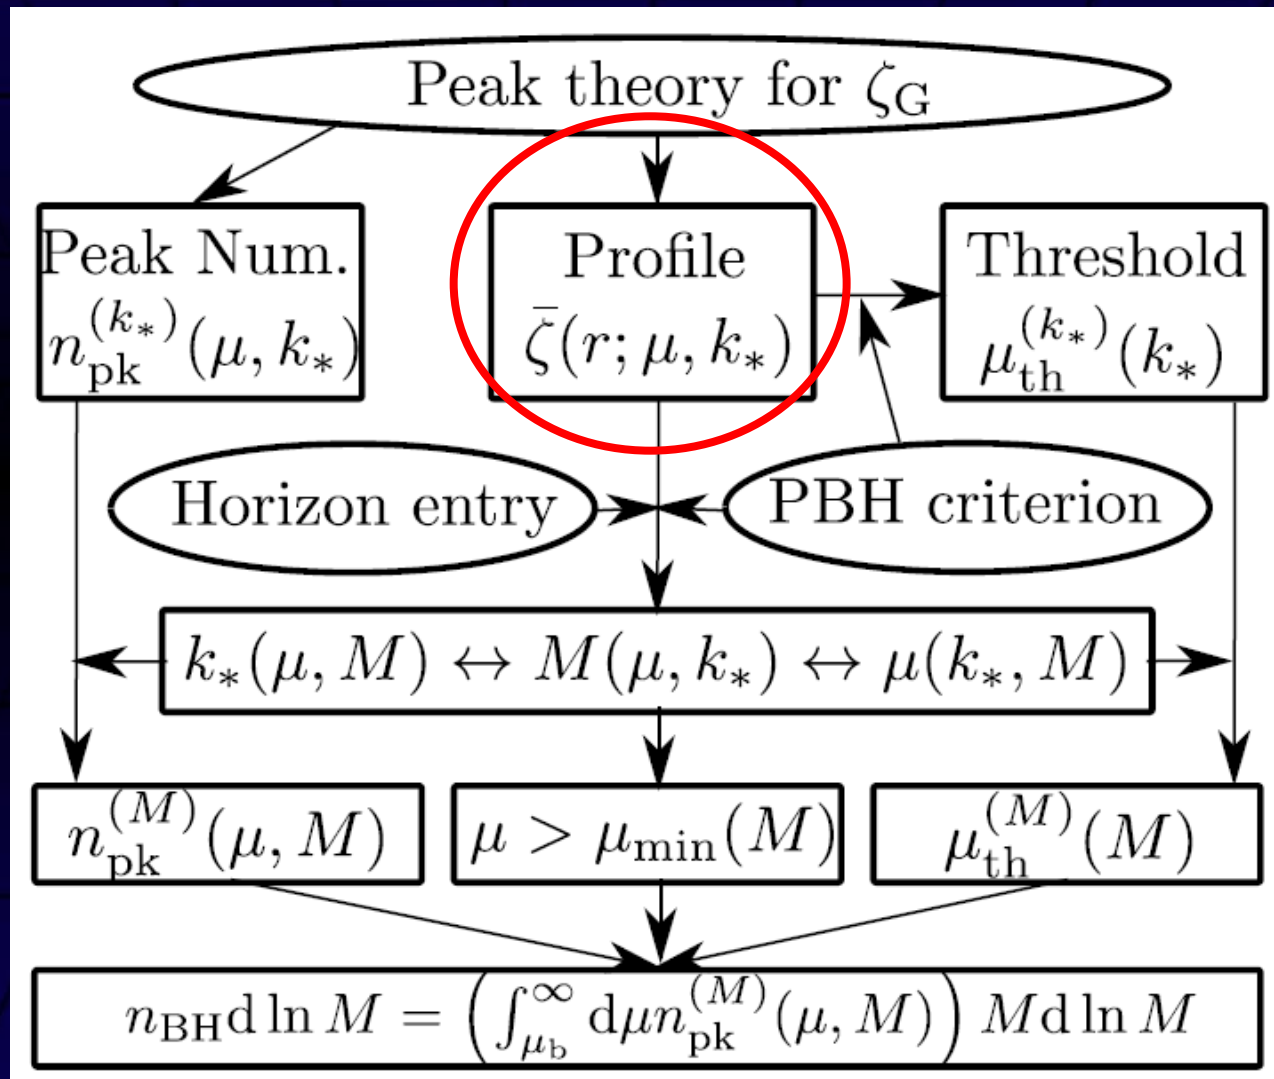 Peak theory for ζ_G
Peak Num.
n_pk^(k_*)(μ, k_*)
Profile
ζ̄(r; μ, k_*)
Threshold
μ_th^(k_*)(k_*)
Horizon entry
PBH criterion
k_*(μ, M) ↔ M(μ, k_*) ↔ μ(k_*, M)
n_pk^(M)(μ, M)
μ > μ_min(M)
μ_th^(M)(M)
n_BH d ln M = (∫_{μ_b}^∞ dμ n_pk^(M)(μ, M)) M d ln M